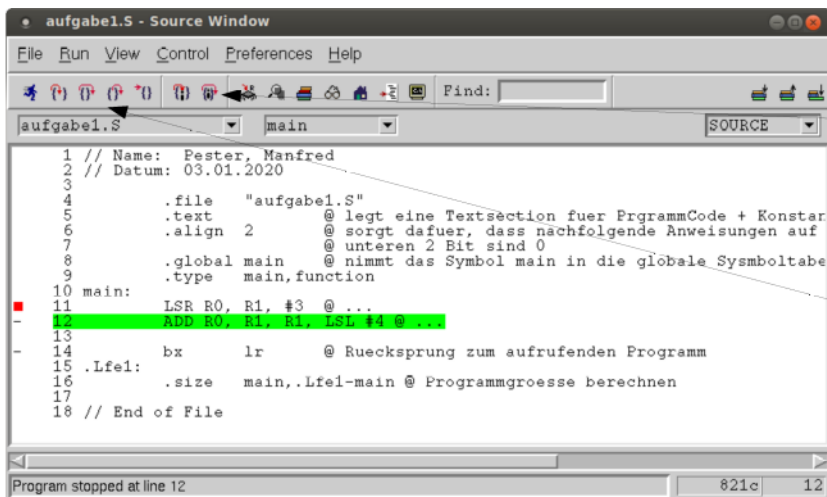 aufgabe1.S - Source Window
File Run View Control Preferences Help
Find:
aufgabe1.S main SOURCE
1 // Name: Pester, Manfred
2 // Datum: 03.01.2020
3
4 .file "aufgabe1.S"
5 .text @ legt eine Textsection fuer PrgrammCode + Konstan
6 .align 2 @ sorgt dafuer, dass nachfolgende Anweisungen auf
7 @ unteren 2 Bit sind 0
8 .global main @ nimmt das Symbol main in die globale Sysmboltabe
9 .type main,function
10 main:
11 LSR R0, R1, #3 @ ...
12 ADD R0, R1, R1, LSL #4 @ ...
13
14 bx lr @ Ruecksprung zum aufrufenden Programm
15 .Lfe1:
16 .size main,.Lfe1-main @ Programmgroesse berechnen
17
18 // End of File
Program stopped at line 12 821c 12